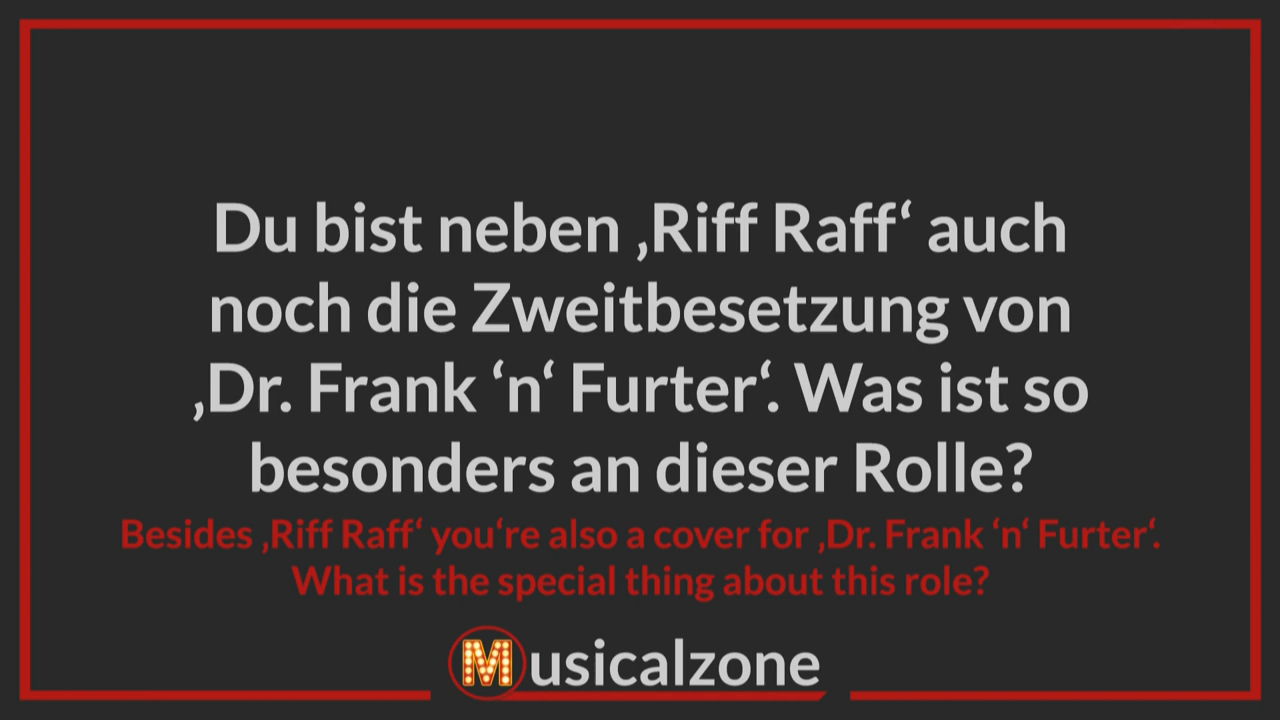 Du bist neben ‚Riff Raff‘ auch
noch die Zweitbesetzung von
‚Dr. Frank ‘n‘ Furter‘. Was ist so
besonders an dieser Rolle?
Besides ‚Riff Raff‘ you‘re also a cover for ‚Dr. Frank ‘n‘ Furter‘.
What is the special thing about this role?
Musicalzone